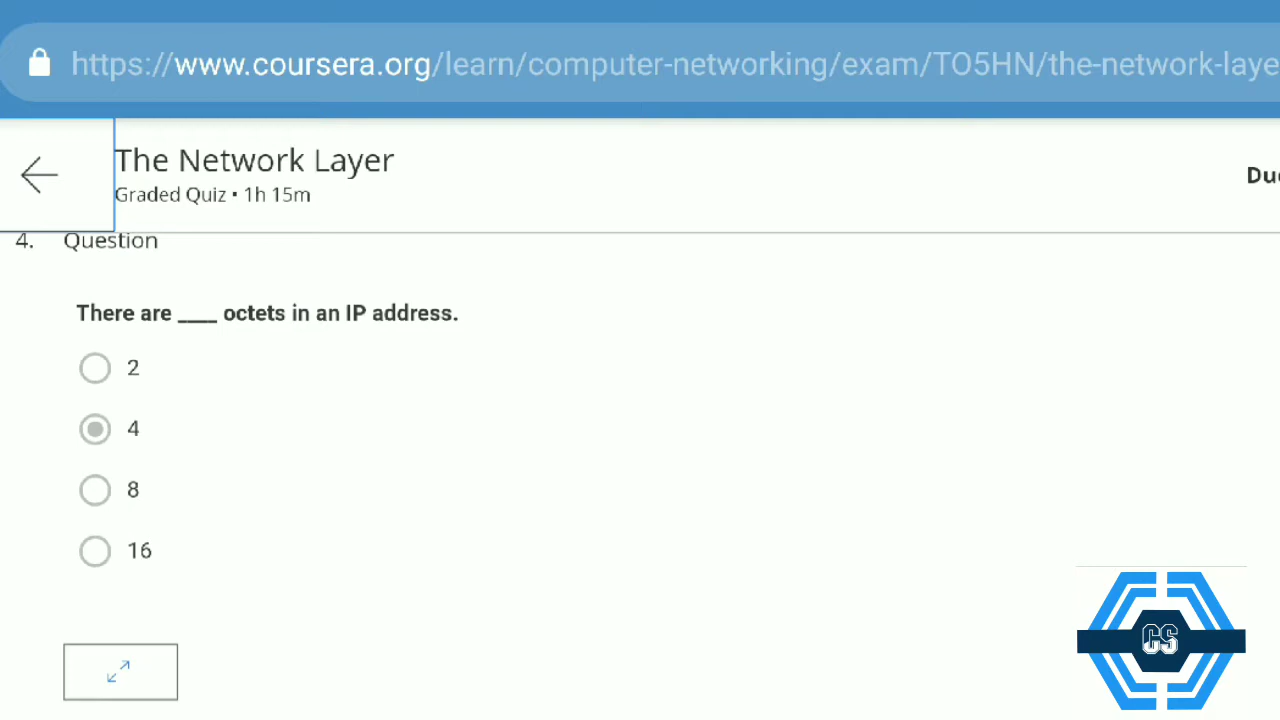 https://www.coursera.org/learn/computer-networking/exam/TO5HN/the-network-laye
The Network Layer
Graded Quiz • 1h 15m
Du
4. Question
There are ____ octets in an IP address.
2
4
8
16
CS